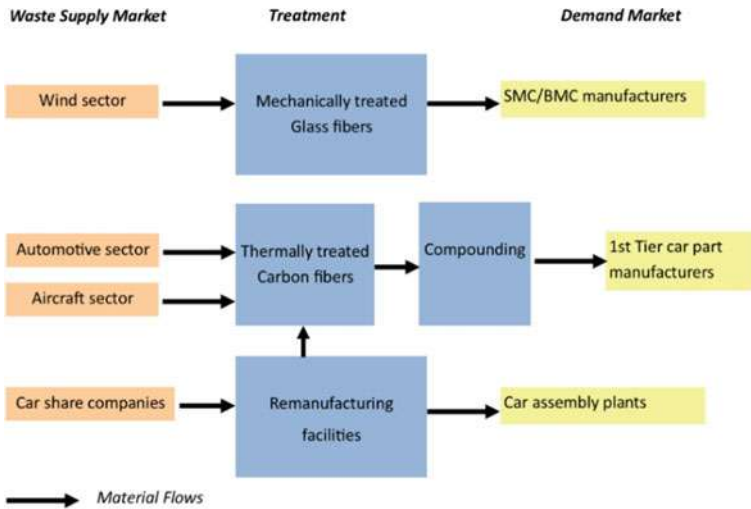 Waste Supply Market
Treatment
Demand Market
Wind sector
Mechanically treated
Glass fibers
SMC/BMC manufacturers
Automotive sector
Aircraft sector
Thermally treated
Carbon fibers
Compounding
1st Tier car part
manufacturers
Car share companies
Remanufacturing
facilities
Car assembly plants
Material Flows